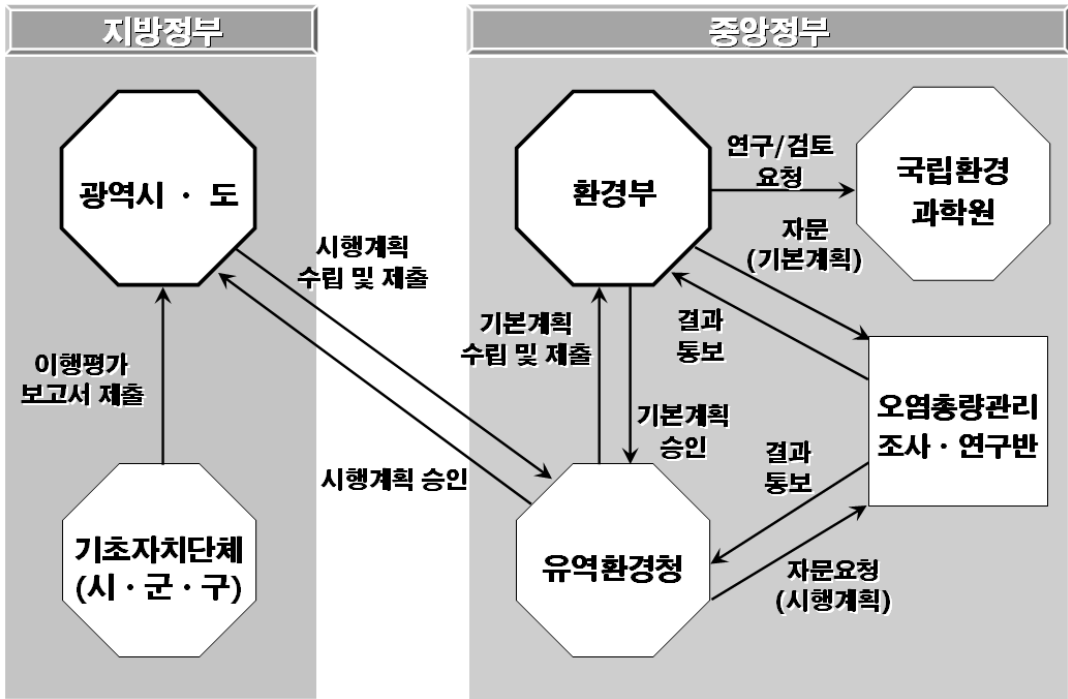 지방정부
중앙정부
광역시 · 도
환경부
연구/검토
요청
국립환경
과학원
시행계획
수립 및 제출
자문
(기본계획)
기본계획
수립 및 제출
결과
통보
이행평가
보고서 제출
오염총량관리
조사 · 연구반
기본계획
승인
시행계획 승인
결과
통보
기초자치단체
(시 · 군 · 구)
유역환경청
자문요청
(시행계획)